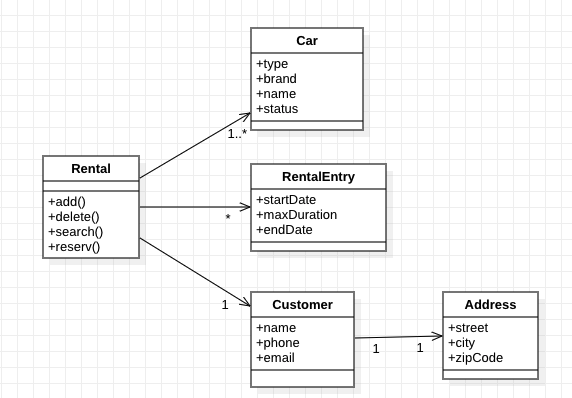 Car
+type
+brand
+name
+status
1..*
Rental
+add()
+delete()
+search()
+reserv()
RentalEntry
+startDate
+maxDuration
+endDate
*
1
Customer
+name
+phone
+email
1
1
Address
+street
+city
+zipCode